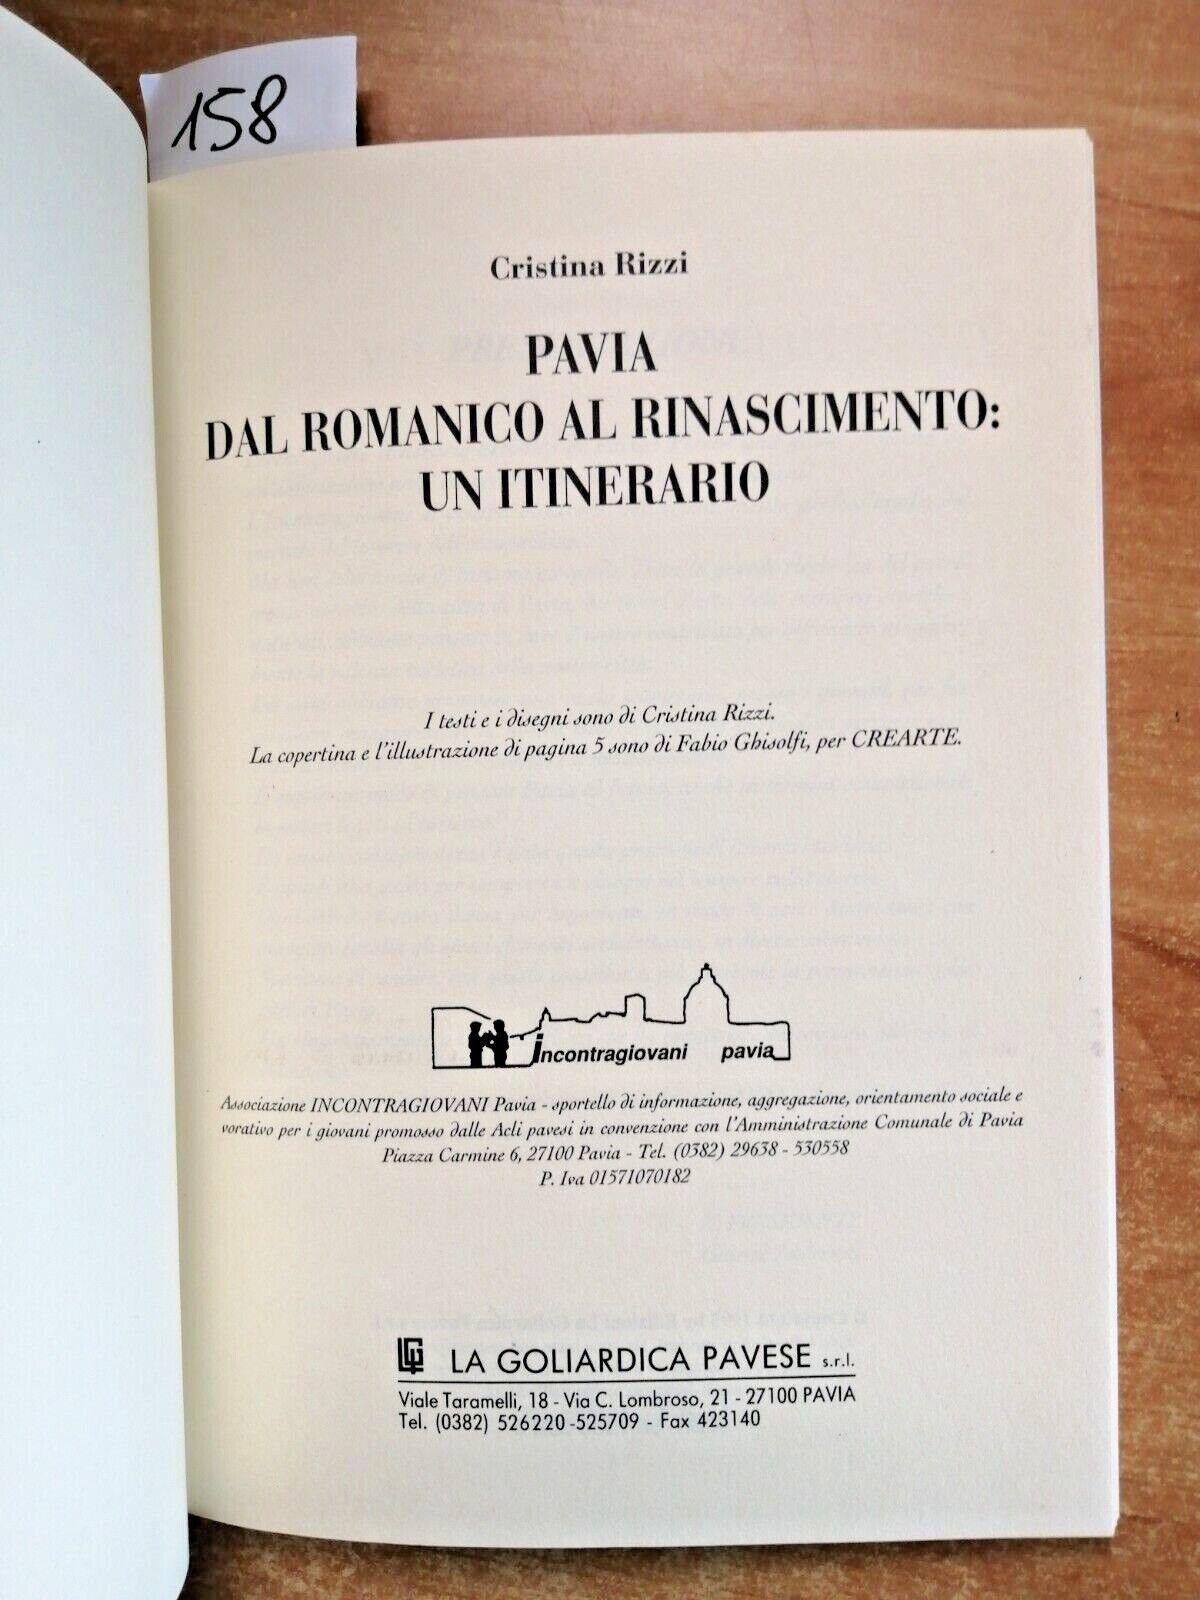 158
Cristina Rizzi
PAVIA
DAL ROMANICO AL RINASCIMENTO:
UN ITINERARIO
I testi e i disegni sono di Cristina Rizzi.
La copertina e l'illustrazione di pagina 5 sono di Fabio Ghisolfi, per CREARTE.
incontragiovani pavia
Associazione INCONTRAGIOVANI Pavia - sportello di informazione, aggregazione, orientamento sociale e
vorativo per i giovani promosso dalle Acli pavesi in convenzione con l'Amministrazione Comunale di Pavia
Piazza Carmine 6, 27100 Pavia - Tel. (0382) 29638 - 530558
P. Iva 01571070182
LA GOLIARDICA PAVESE s.r.l.
Viale Taramelli, 18 - Via C. Lombroso, 21 - 27100 PAVIA
Tel. (0382) 526220 -525709 - Fax 423140